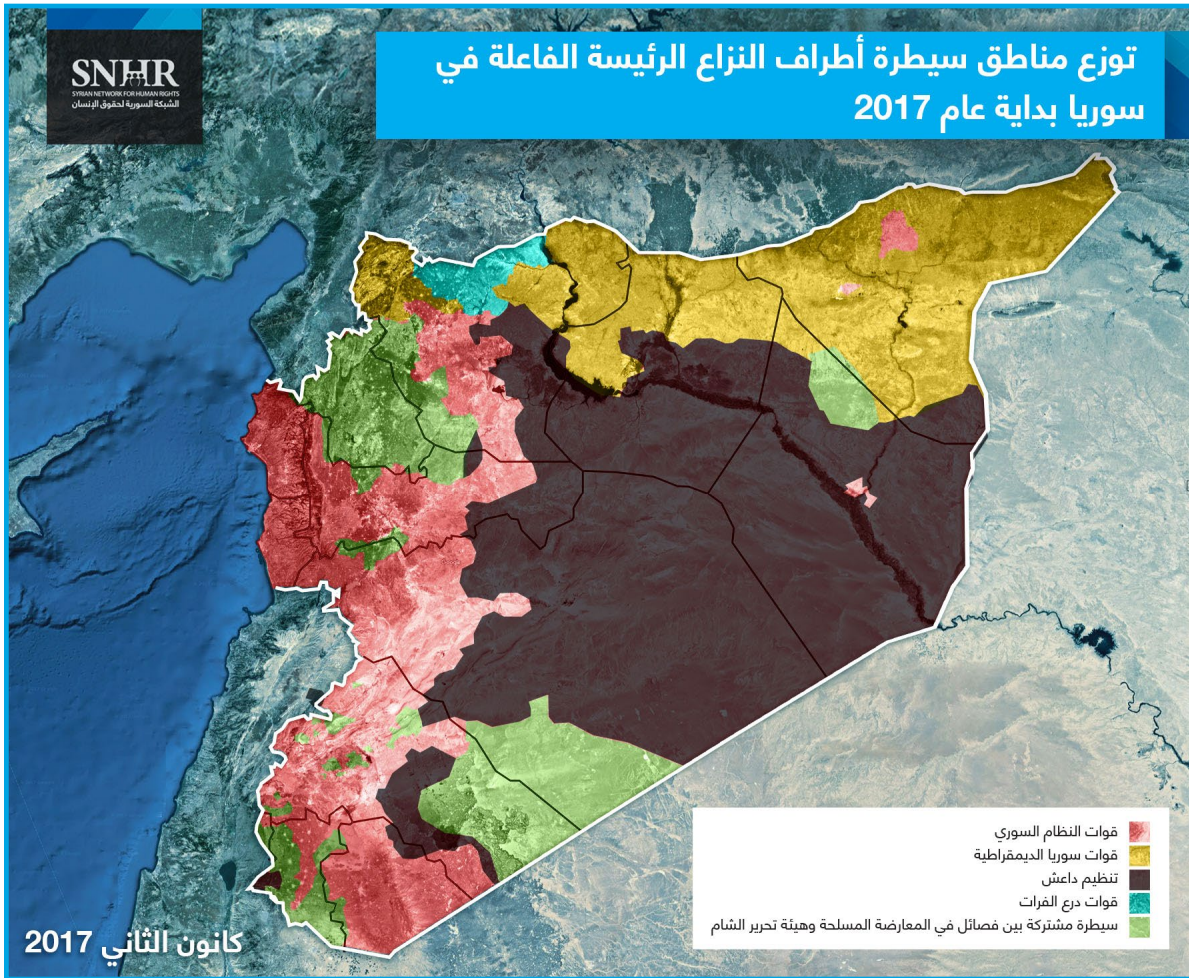 SNHR
SYRIAN NETWORK FOR HUMAN RIGHTS
الشبكة السورية لحقوق الإنسان
توزع مناطق سيطرة أطراف النزاع الرئيسة الفاعلة في
سوريا بداية عام 2017
قوات النظام السوري
قوات سوريا الديمقراطية
تنظيم داعش
قوات درع الفرات
سيطرة مشتركة بين فصائل في المعارضة المسلحة وهيئة تحرير الشام
كانون الثاني 2017